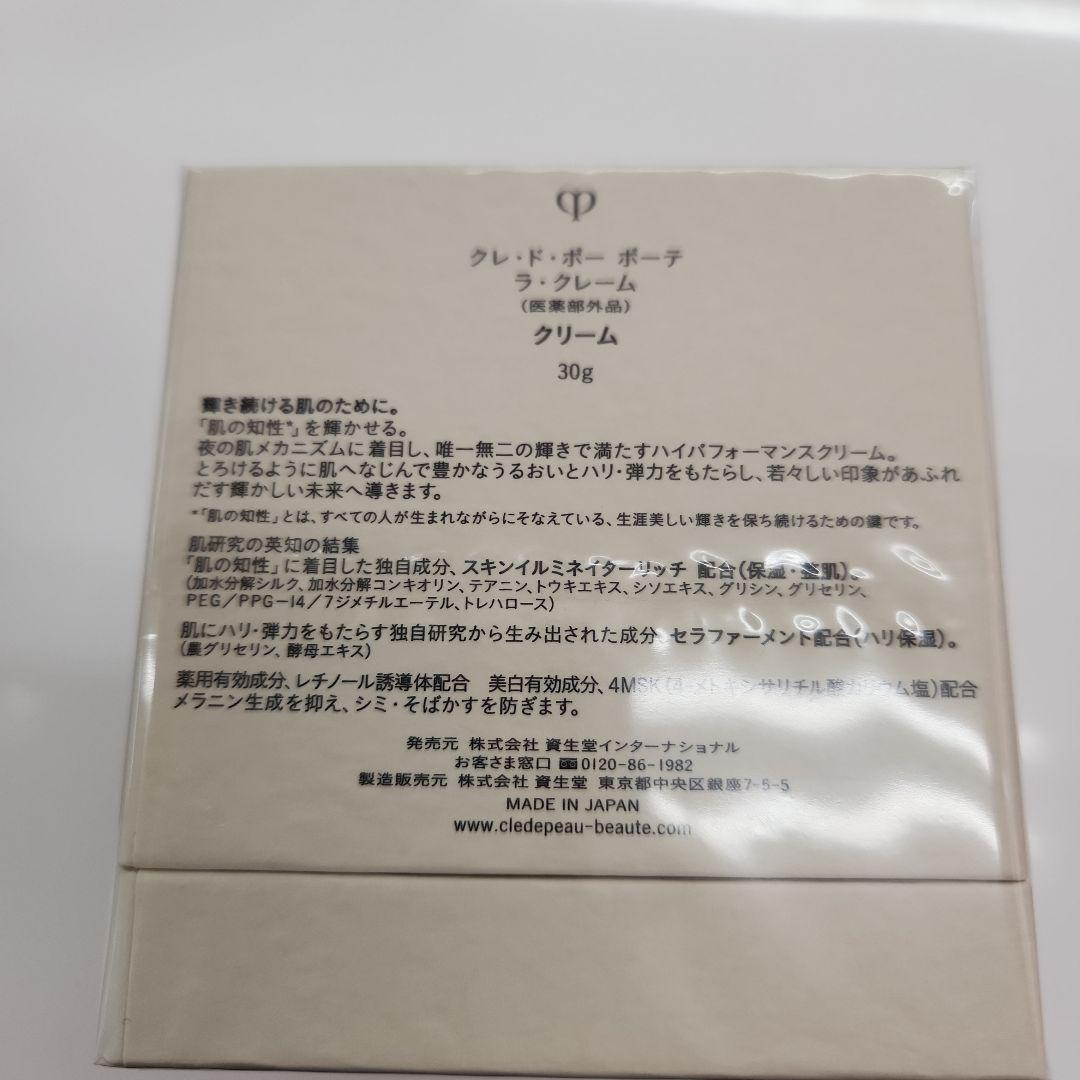 クレ・ド・ポー ボーテ
ラ・クレーム
(医薬部外品)
クリーム
30g
輝き続ける肌のために。
「肌の知性*」を輝かせる。
夜の肌メカニズムに着目し、唯一無二の輝きで満たすハイパフォーマンスクリーム。
とろけるように肌へなじんで豊かなうるおいとハリ・弾力をもたらし、若々しい印象があふれ
だす輝かしい未来へ導きます。
*「肌の知性」とは、すべての人が生まれながらにそなえている、生涯美しい輝きを保ち続けるための鍵です。
肌研究の英知の結集
「肌の知性」に着目した独自成分、スキンイルミネイターリッチ 配合(保湿・整肌)。
(加水分解シルク、加水分解コンキオリン、テアニン、トウキエキス、シソエキス、グリシン、グリセリン、
PEG/PPG-14/7ジメチルエーテル、トレハロース)
肌にハリ・弾力をもたらす独自研究から生み出された成分、セラファーメント配合(ハリ保湿)。
(農グリセリン、酵母エキス)
薬用有効成分、レチノール誘導体配合 美白有効成分、4MSK(4-メトキシサリチル酸カリウム塩)配合
メラニン生成を抑え、シミ・そばかすを防ぎます。
発売元 株式会社 資生堂インターナショナル
お客さま窓口 0120-86-1982
製造販売元 株式会社 資生堂 東京都中央区銀座7-5-5
MADE IN JAPAN
www.cledepeau-beaute.com